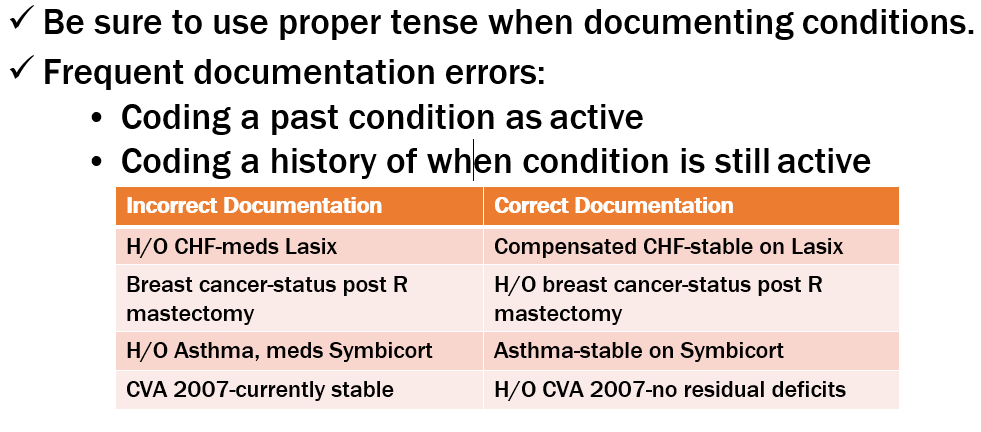 ✓ Be sure to use proper tense when documenting conditions.
✓ Frequent documentation errors:
• Coding a past condition as active
• Coding a history of when condition is still active
Incorrect Documentation Correct Documentation
H/O CHF-meds Lasix Compensated CHF-stable on Lasix
Breast cancer-status post R H/O breast cancer-status post R
mastectomy mastectomy
H/O Asthma, meds Symbicort Asthma-stable on Symbicort
CVA 2007-currently stable H/O CVA 2007-no residual deficits